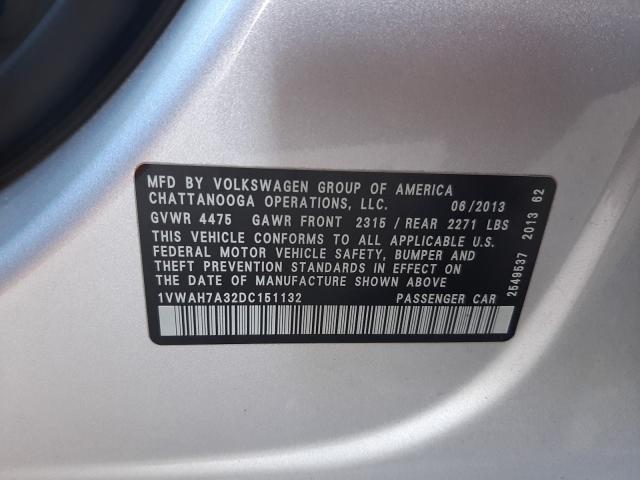 MFD BY VOLKSWAGEN GROUP OF AMERICA
CHATTANOOGA OPERATIONS, LLC. 06/2013
GVWR 4475 GAWR FRONT 2315 / REAR 2271 LBS
THIS VEHICLE CONFORMS TO ALL APPLICABLE U.S.
FEDERAL MOTOR VEHICLE SAFETY, BUMPER AND
THEFT PREVENTION STANDARDS IN EFFECT ON
THE DATE OF MANUFACTURE SHOWN ABOVE
1VWAH7A32DC151132 PASSENGER CAR
2549537 2013 62